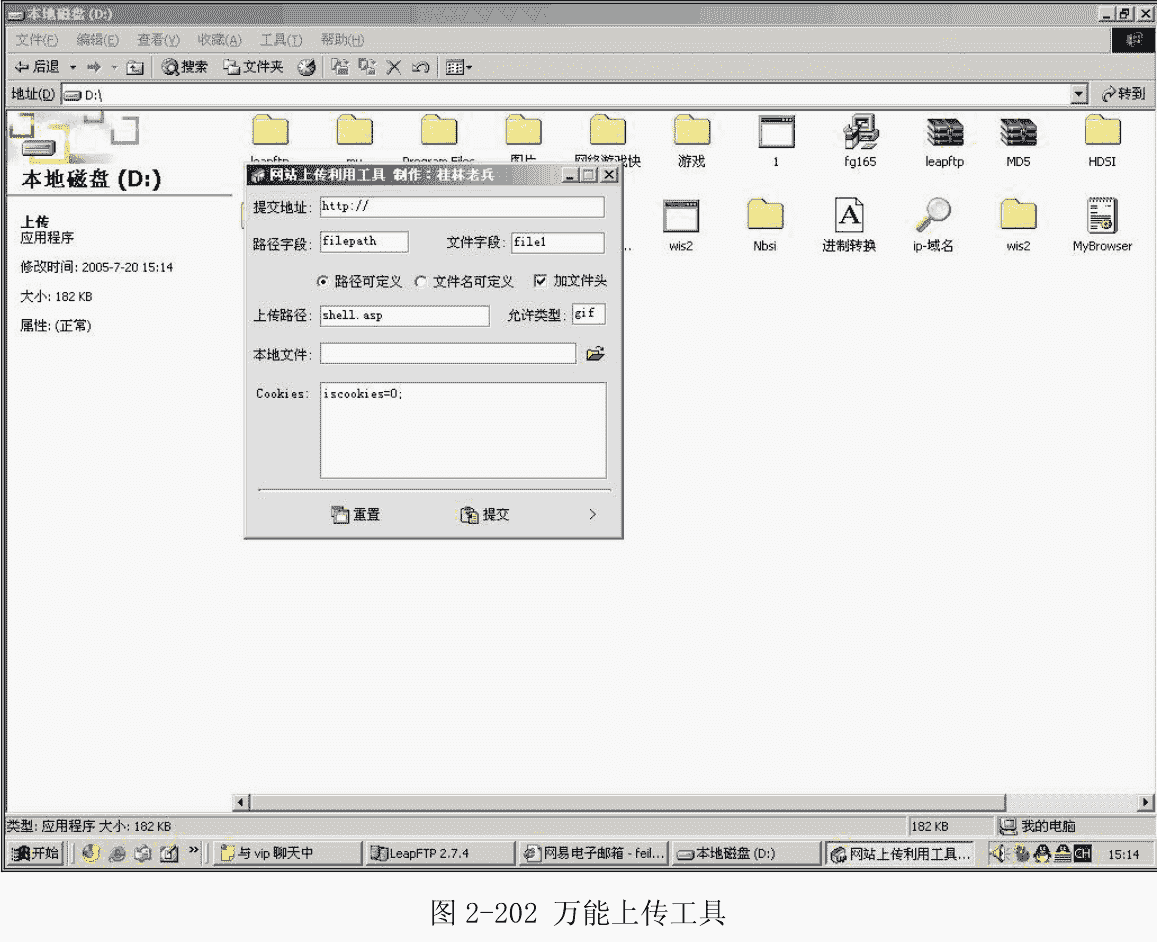 本地磁盘 (D:)
文件(F) 编辑(E) 查看(V) 收藏(A) 工具(T) 帮助(H)
后退 搜索 文件夹
地址(D) D:\ 转到
本地磁盘 (D:)
上传
应用程序
修改时间: 2005-7-20 15:14
大小: 182 KB
属性: (正常)
游戏 1 fg165 leapftp MD5 HDSI
wis2 Nbsi 进制转换 ip-域名 wis2 MyBrowser
网站上传利用工具 制作：桂林老兵
提交地址: http://
路径字段: filepath 文件字段: file1
路径可定义 文件名可定义 加文件头
上传路径: shell.asp 允许类型: gif
本地文件:
Cookies: iscookies=0;
重置 提交 >
类型: 应用程序 大小: 182 KB 182 KB 我的电脑
开始 » 与 vip 聊天中 LeapFTP 2.7.4 网易电子邮箱 - feil... 本地磁盘 (D:) 网站上传利用工具... CH 15:14
图 2-202 万能上传工具